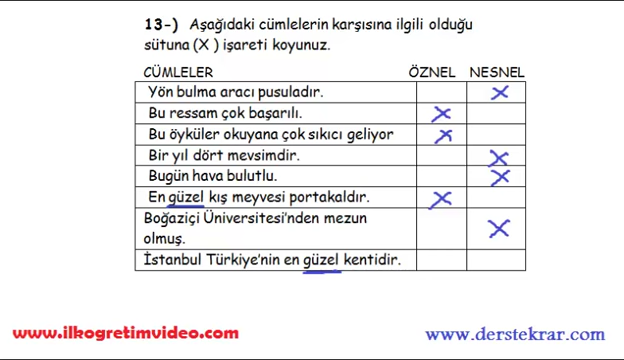 13-) Aşağıdaki cümlelerin karşısına ilgili olduğu
sütuna (X ) işareti koyunuz.
CÜMLELER ÖZNEL NESNEL
Yön bulma aracı pusuladır. X
Bu ressam çok başarılı. X
Bu öyküler okuyana çok sıkıcı geliyor X
Bir yıl dört mevsimdir. X
Bugün hava bulutlu. X
En güzel kış meyvesi portakaldır. X
Boğaziçi Üniversitesi'nden mezun
olmuş. X
İstanbul Türkiye'nin en güzel kentidir.
www.ilkogretimvideo.com www.derstekrar.com